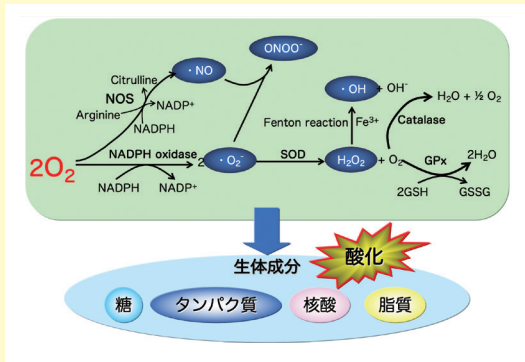 ONOO⁻
Citrulline
・NO
NOS
Arginine
NADP⁺
NADPH
・OH + OH⁻
H₂O + ½ O₂
Fenton reaction
Fe³⁺
Catalase
2O₂
NADPH oxidase
2・O₂⁻
SOD
H₂O₂
+ O₂
GPx
2H₂O
NADPH
NADP⁺
2GSH
GSSG
生体成分
酸化
糖
タンパク質
核酸
脂質